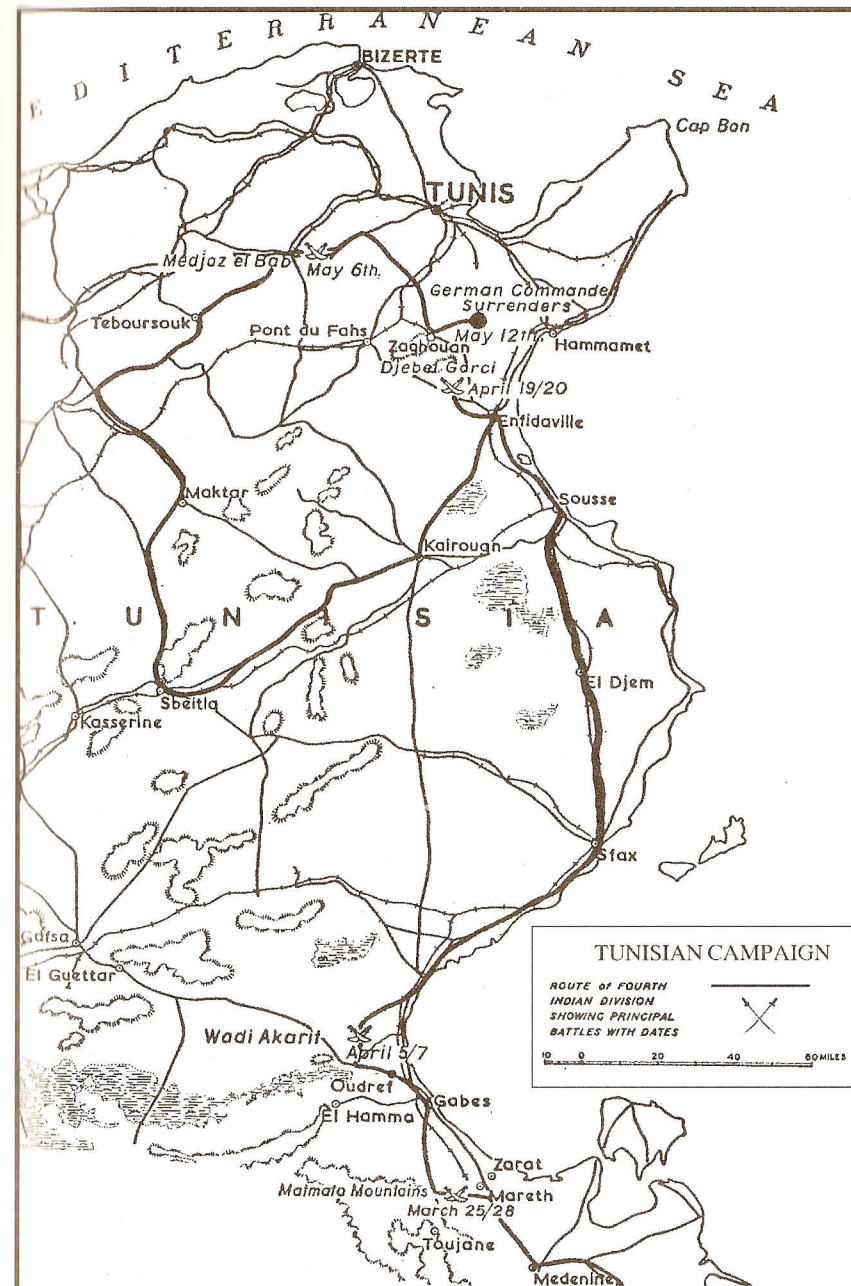 EDITERRANEAN SEA
BIZERTE
Cap Bon
TUNIS
Medjaz el Bab
May 6th.
German Commande
Surrenders
May 12th.
Teboursouk
Pont du Fahs
Zaghouan
Hammamet
Djebel Garci
April 19/20
Enfidaville
Maktar
Sousse
Kairouan
TUNISIA
El Djem
Sbeitla
Kasserine
Sfax
Gafsa
El Guettar
Wadi Akarit
April 5/7
Oudref
El Hamma
Gabes
Zarat
Matmata Mountains
Mareth
March 25/28
Toujane
Medenine
TUNISIAN CAMPAIGN
ROUTE of FOURTH
INDIAN DIVISION
SHOWING PRINCIPAL
BATTLES WITH DATES
10 0 20 40 60 MILES